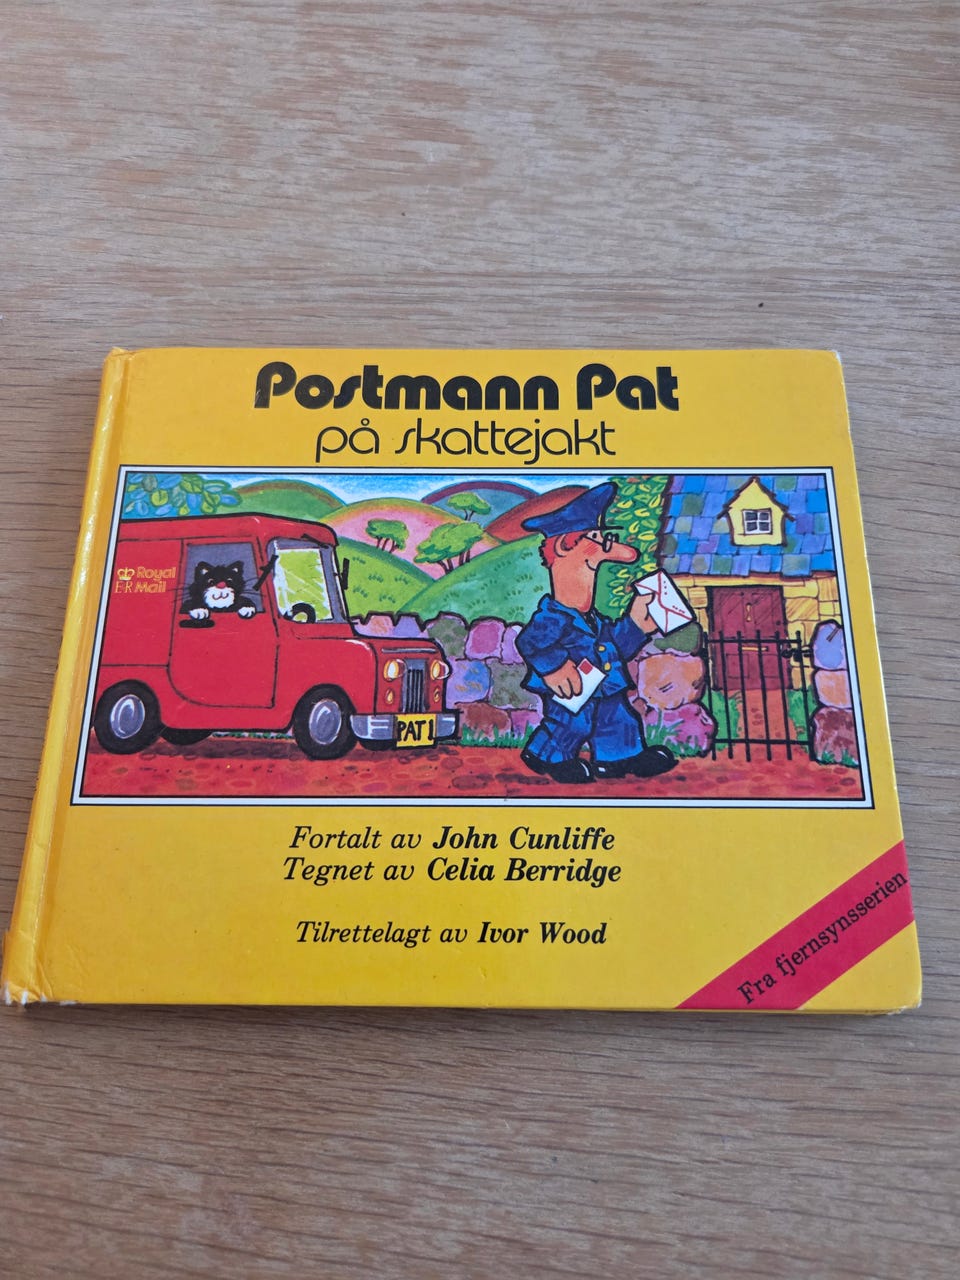 Postmann Pat
på skattejakt
Royal
E R Mail
PAT 1
Fortalt av John Cunliffe
Tegnet av Celia Berridge
Tilrettelagt av Ivor Wood
Fra fjernsynsserien